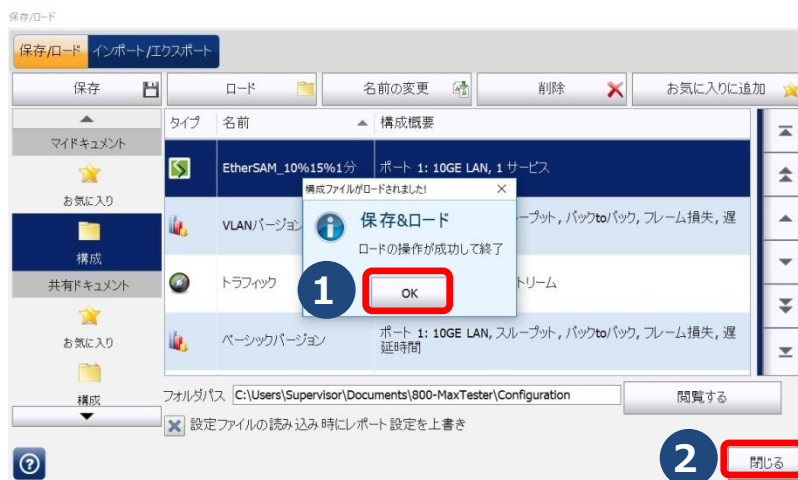 保存/ロード
保存/ロード インポート/エクスポート
保存 ロード 名前の変更 削除 お気に入りに追加
マイドキュメント
お気に入り
構成
共有ドキュメント
お気に入り
構成
タイプ 名前 構成概要
EtherSAM_10%15%1分 ポート 1: 10GE LAN, 1 サービス
VLANバージョン
ループット, バックtoバック, フレーム損失, 遅
トラフィック
トリーム
ベーシックバージョン
ポート 1: 10GE LAN, スループット, バックtoバック, フレーム損失, 遅
延時間
構成ファイルがロードされました!
保存&ロード
ロードの操作が成功して終了
1
OK
フォルダパス C:\Users\Supervisor\Documents\800-MaxTester\Configuration 閲覧する
設定ファイルの読み込み時にレポート設定を上書き
?
2
閉じる